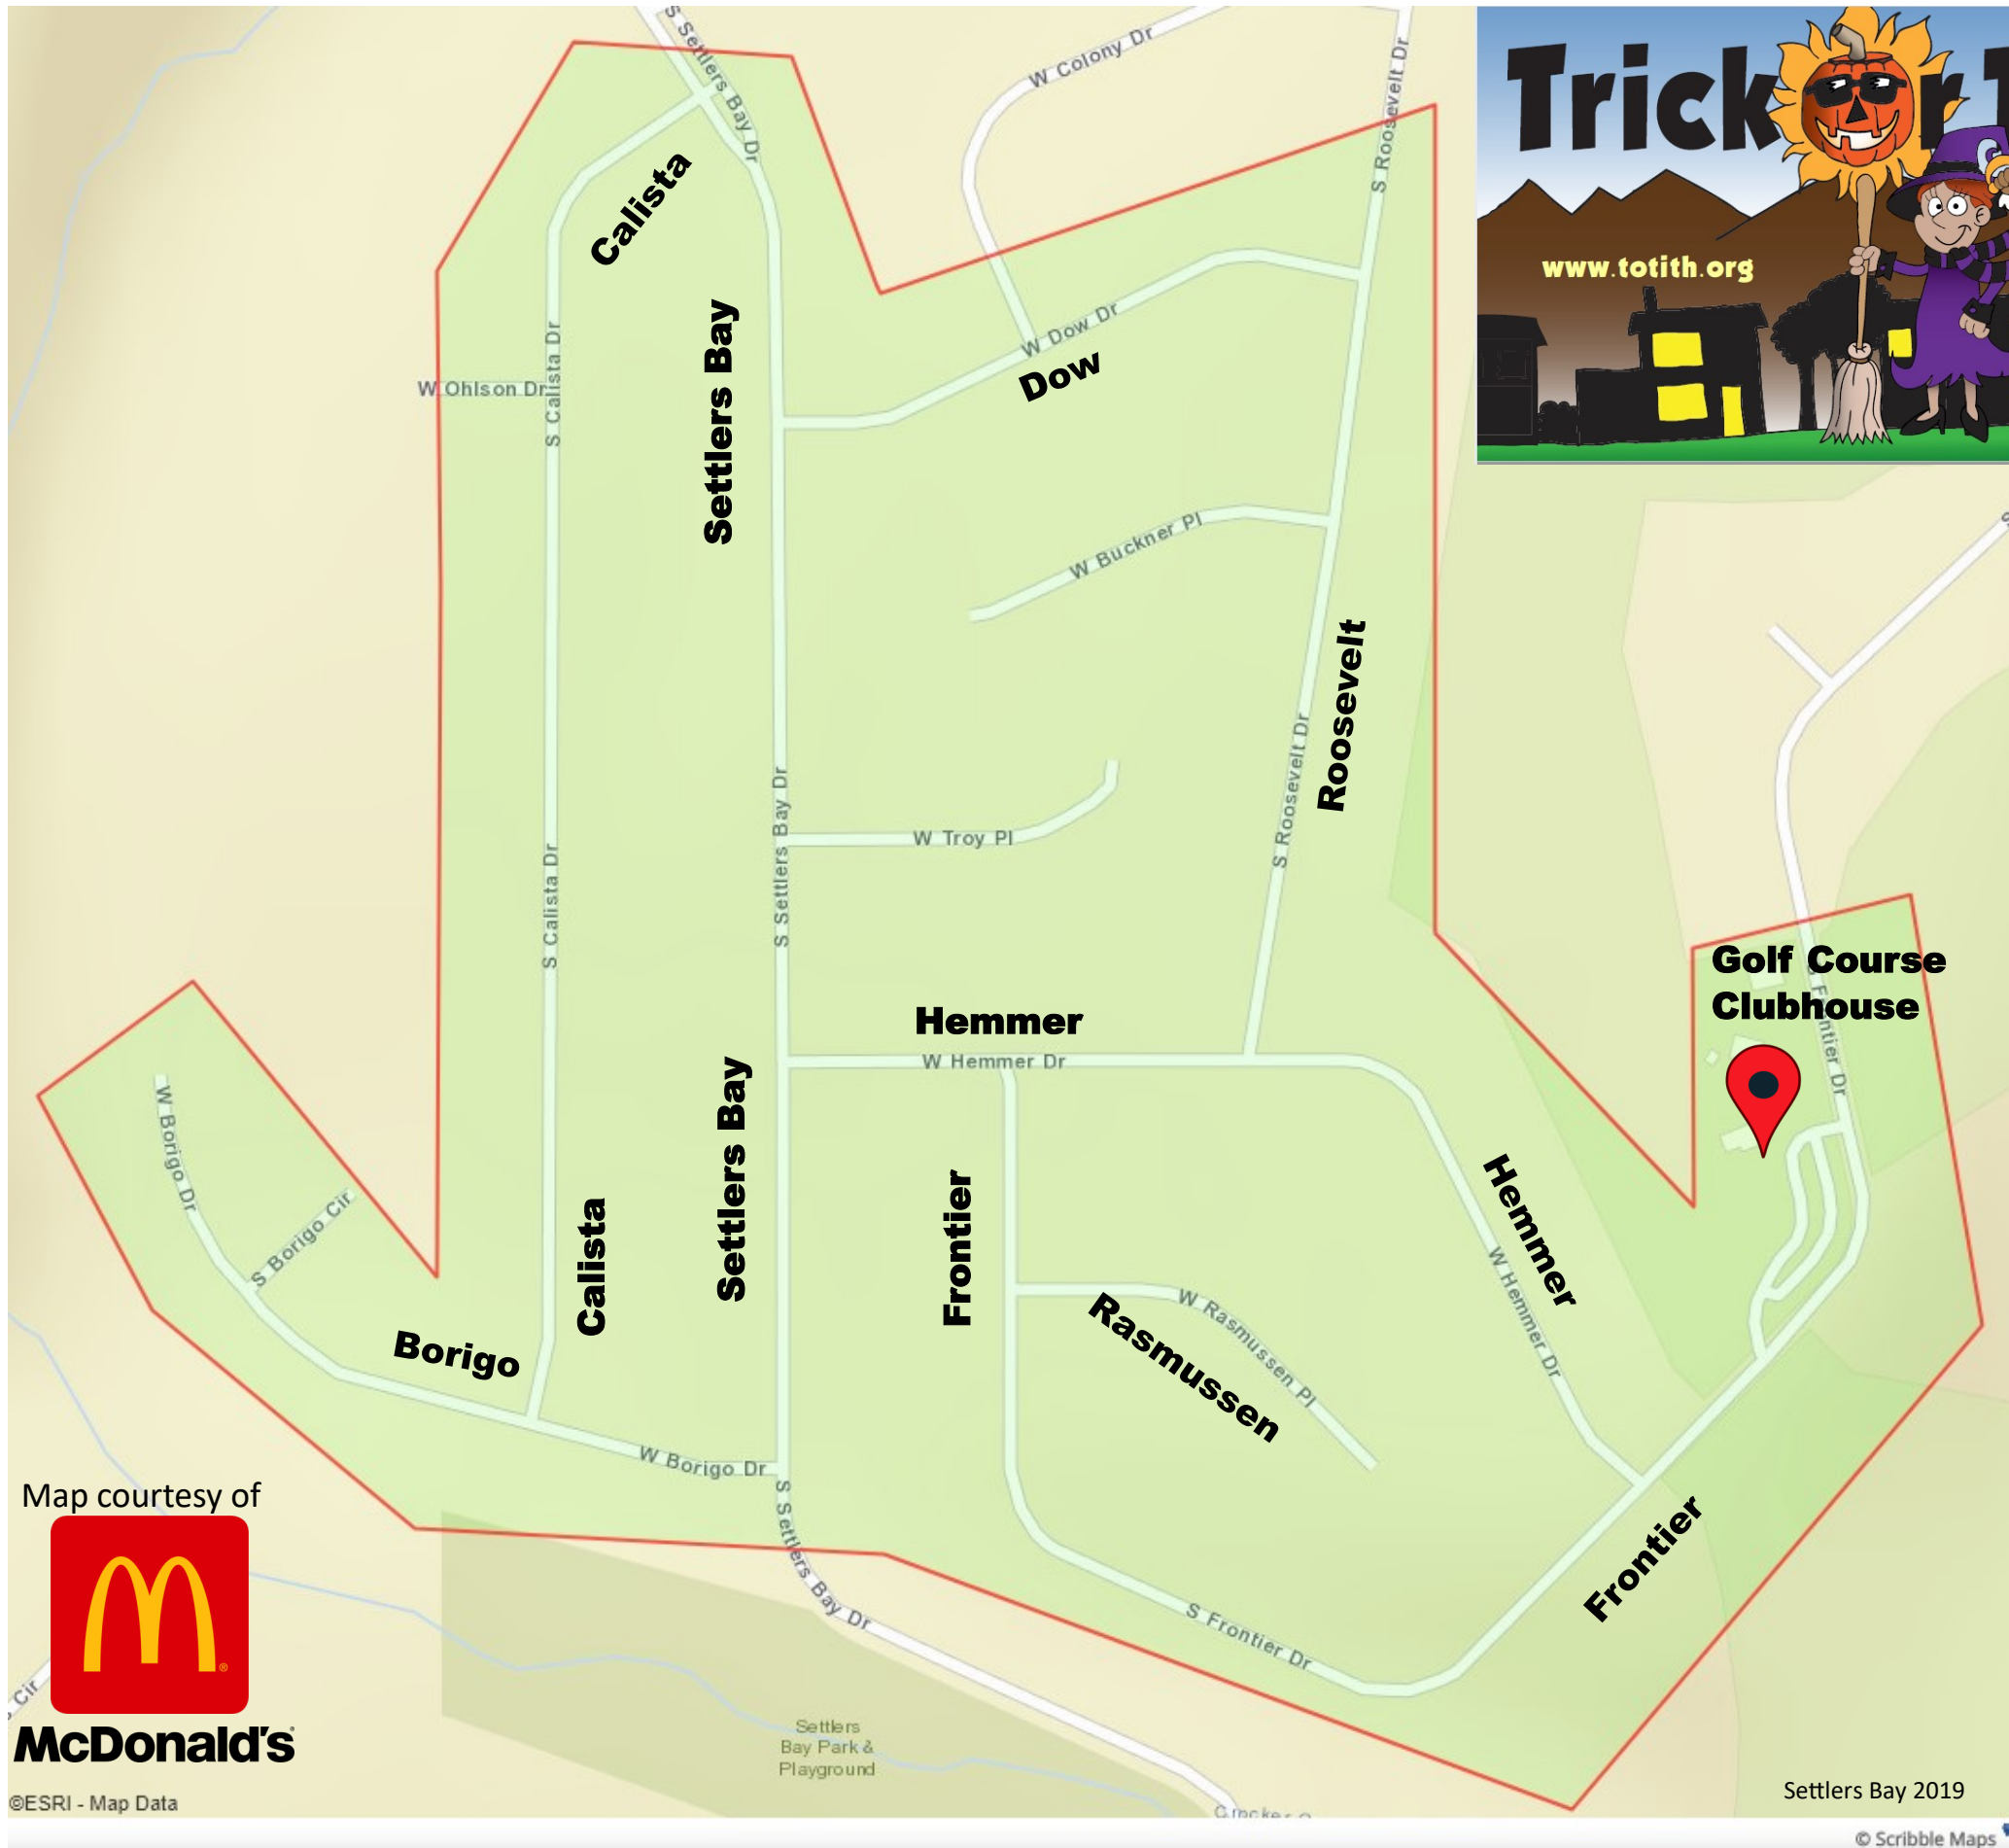 S Settlers Bay Dr
W Colony Dr
S Roosevelt Dr
Trick r T
www.totith.org
Calista
W Ohlson Dr
S Calista Dr
Settlers Bay
W Dow Dr
Dow
W Buckner Pl
Roosevelt
S Roosevelt Dr
S Settlers Bay Dr
W Troy Pl
S Calista Dr
Golf Course
Clubhouse
S Frontier Dr
Hemmer
W Hemmer Dr
W Borigo Dr
S Borigo Cir
Settlers Bay
Calista
Frontier
Hemmer
W Hemmer Dr
Borigo
W Rasmussen Pl
Rasmussen
W Borigo Dr
S Settlers Bay Dr
Frontier
S Frontier Dr
Map courtesy of
McDonald's
Cir
Settlers
Bay Park &
Playground
Settlers Bay 2019
©ESRI - Map Data
© Scribble Maps